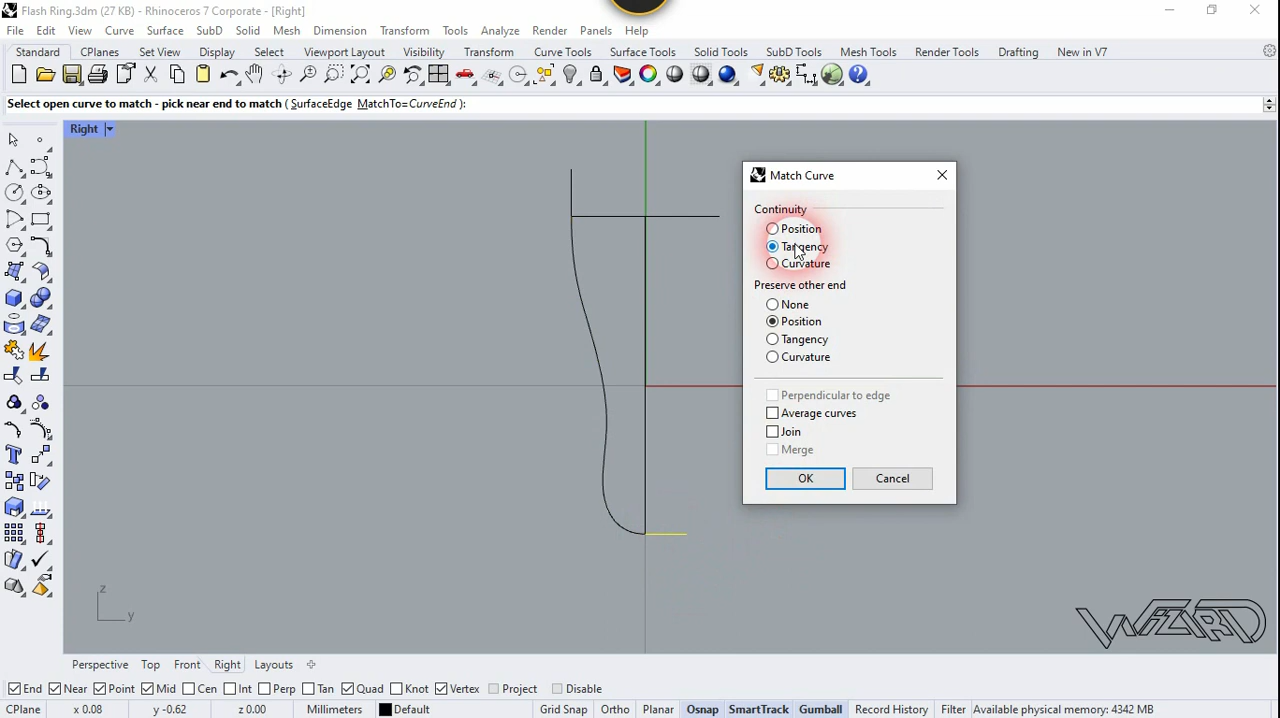 Flash Ring.3dm (27 KB) - Rhinoceros 7 Corporate - [Right]
File Edit View Curve Surface SubD Solid Mesh Dimension Transform Tools Analyze Render Panels Help
Standard CPlanes Set View Display Select Viewport Layout Visibility Transform Curve Tools Surface Tools Solid Tools SubD Tools Mesh Tools Render Tools Drafting New in V7
Select open curve to match - pick near end to match ( SurfaceEdge MatchTo=CurveEnd ):
Right
Match Curve
Continuity
Position
Tangency
Curvature
Preserve other end
None
Position
Tangency
Curvature
Perpendicular to edge
Average curves
Join
Merge
OK Cancel
z
y
WIZARD
Perspective Top Front Right Layouts
End Near Point Mid Cen Int Perp Tan Quad Knot Vertex Project Disable
CPlane x 0.08 y -0.62 z 0.00 Millimeters Default Grid Snap Ortho Planar Osnap SmartTrack Gumball Record History Filter Available physical memory: 4342 MB